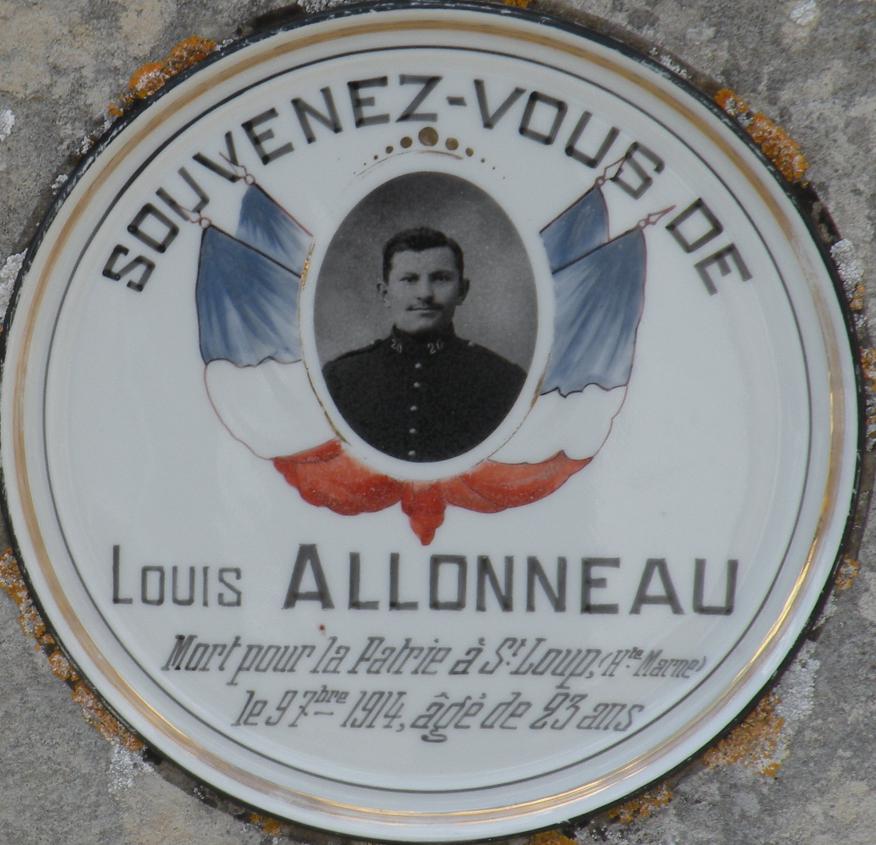 SOUVENEZ-VOUS DE
LOUIS ALLONNEAU
Mort pour la Patrie à St. Loup, (Hte. Marne)
le 9 7bre 1914, âgé de 23 ans